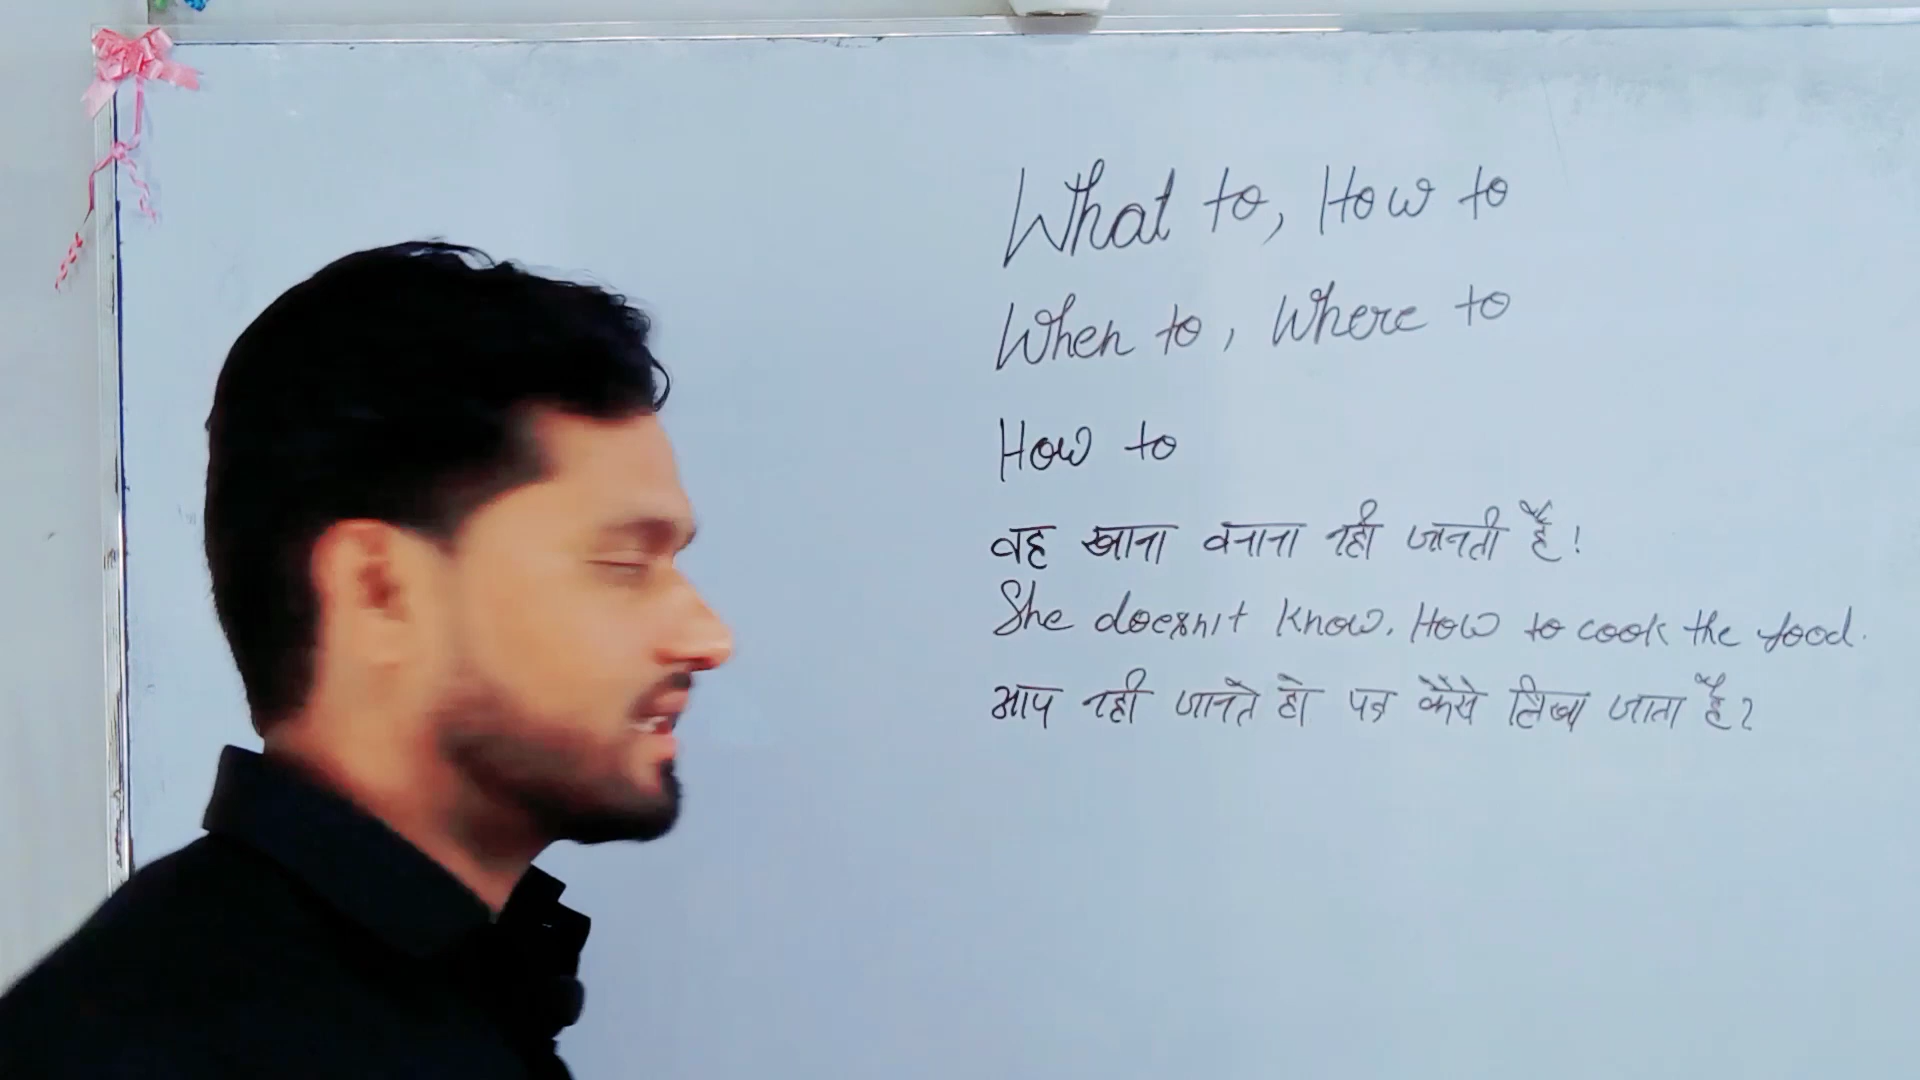 What to, How to
When to, Where to
How to
वह खाना बनाना नही जानती है!
She doesn't know. How to cook the food.
आप नही जानते हो पत्र कैसे लिखा जाता है?